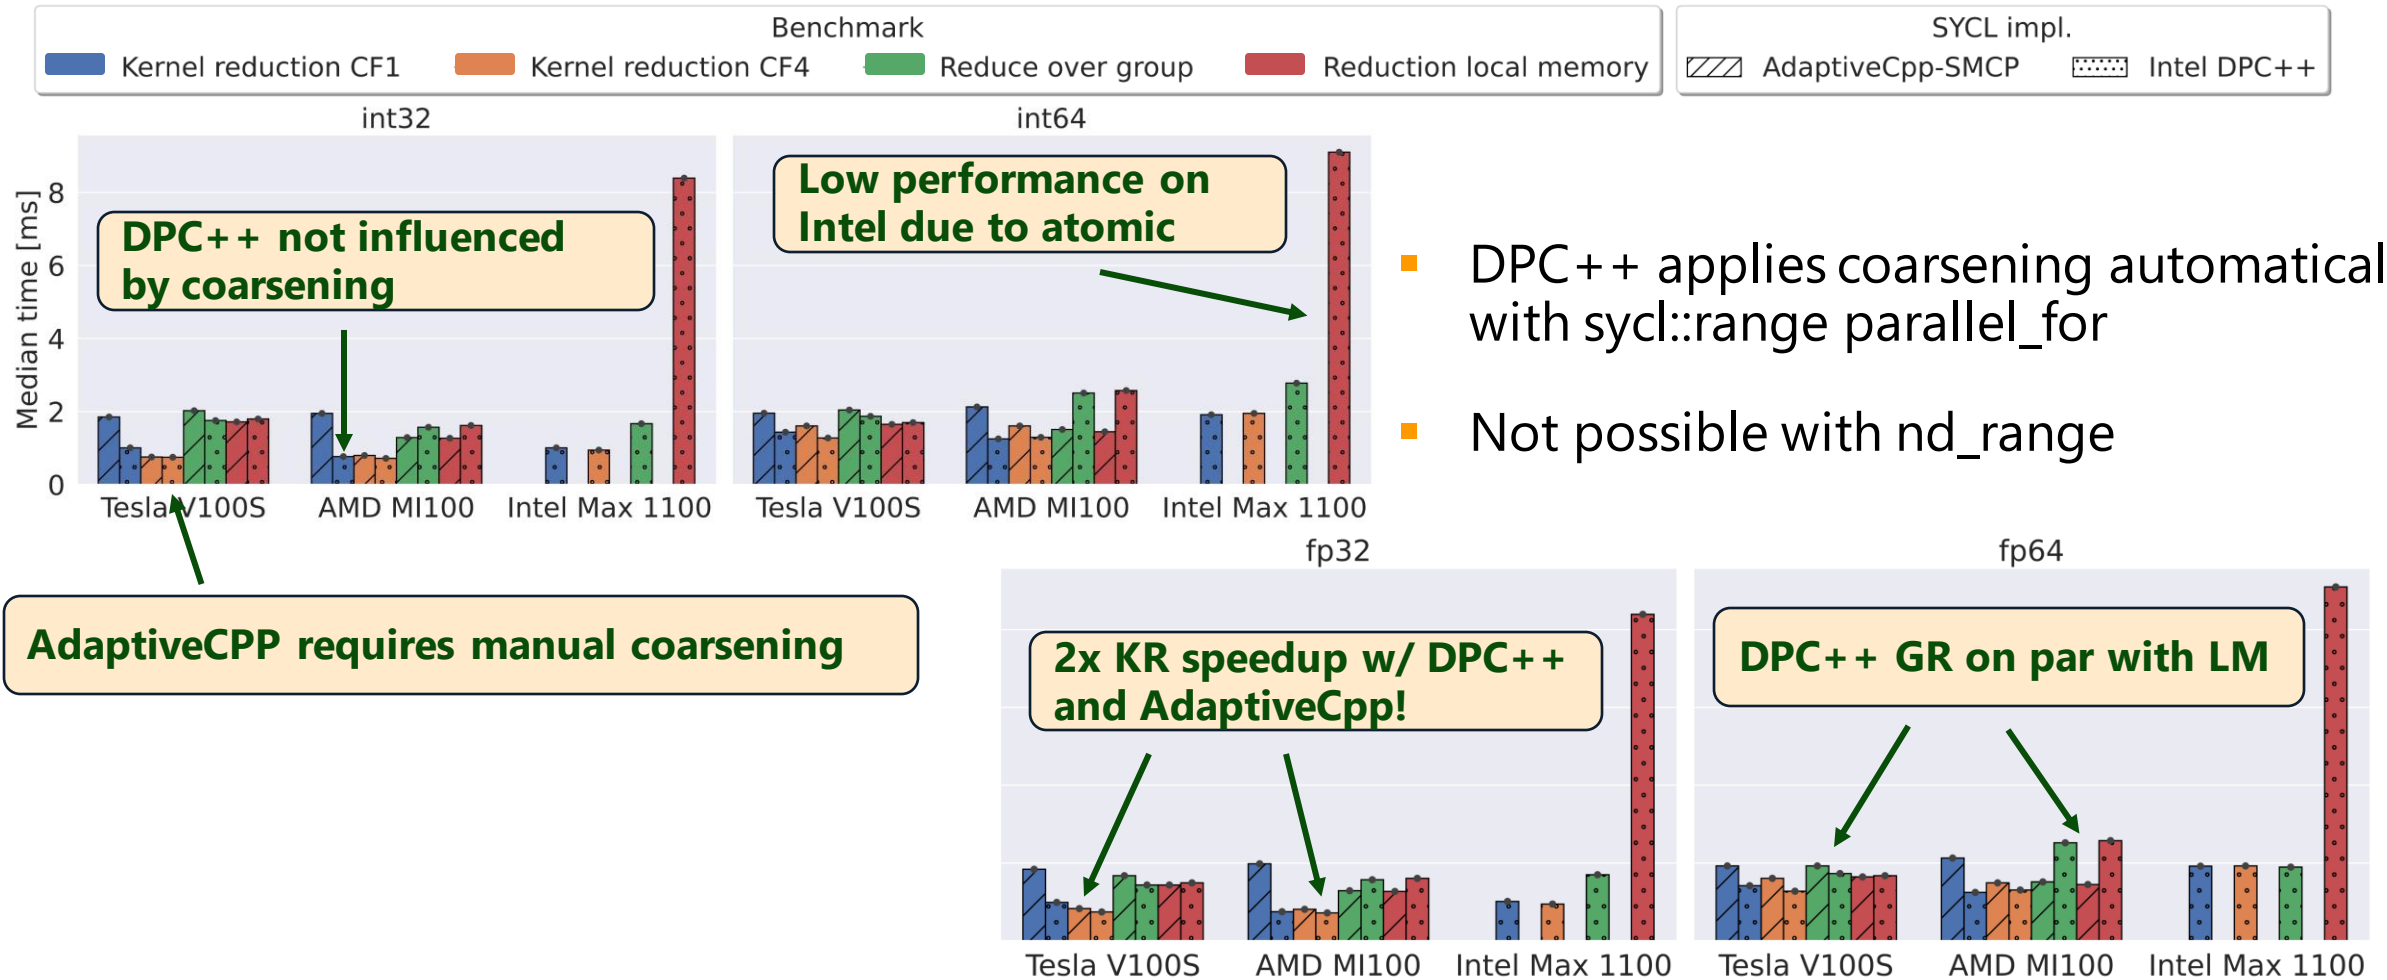 Benchmark
Kernel reduction CF1
Kernel reduction CF4
Reduce over group
Reduction local memory
SYCL impl.
AdaptiveCpp-SMCP
Intel DPC++
int32
int64
Median time [ms]
8
6
4
2
0
DPC++ not influenced
by coarsening
Low performance on
Intel due to atomic
Tesla V100S
AMD MI100
Intel Max 1100
Tesla V100S
AMD MI100
Intel Max 1100
DPC++ applies coarsening automatical
with sycl::range parallel_for
Not possible with nd_range
AdaptiveCPP requires manual coarsening
fp32
fp64
2x KR speedup w/ DPC++
and AdaptiveCpp!
DPC++ GR on par with LM
Tesla V100S
AMD MI100
Intel Max 1100
Tesla V100S
AMD MI100
Intel Max 1100